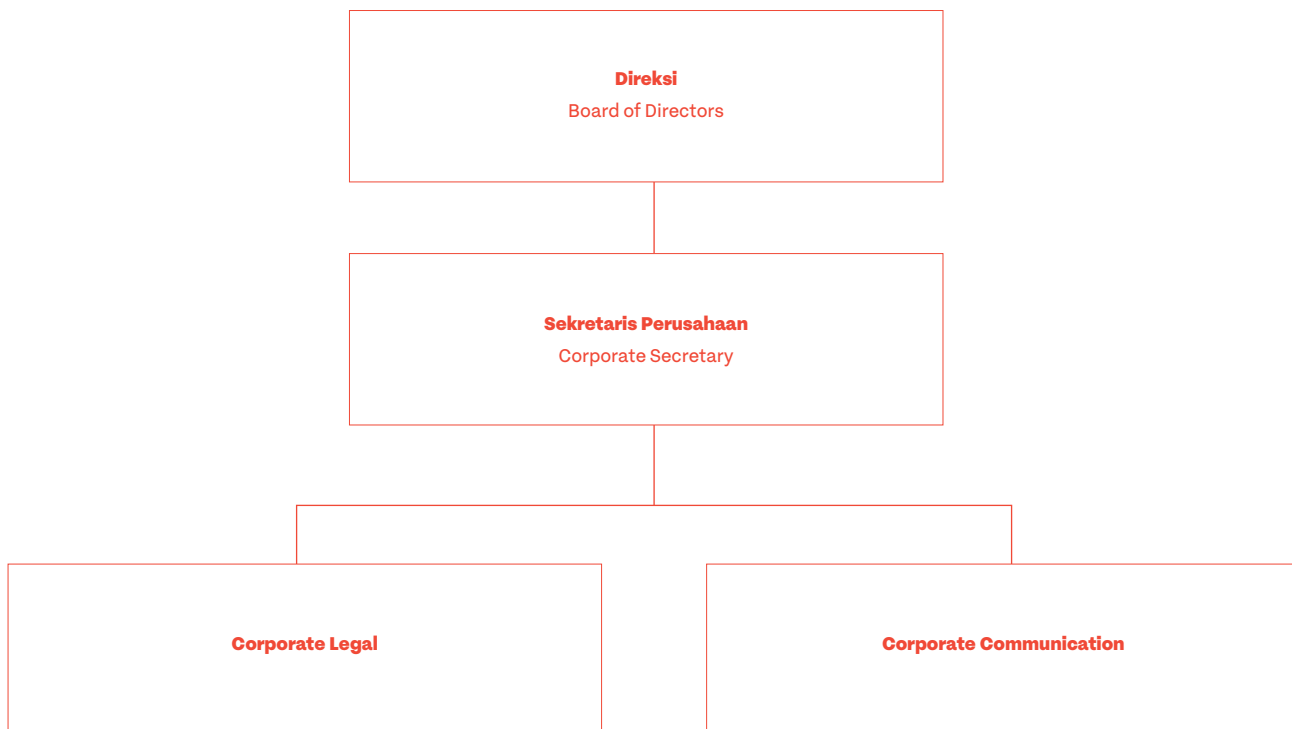 Direksi
Board of Directors
Sekretaris Perusahaan
Corporate Secretary
Corporate Legal
Corporate Communication